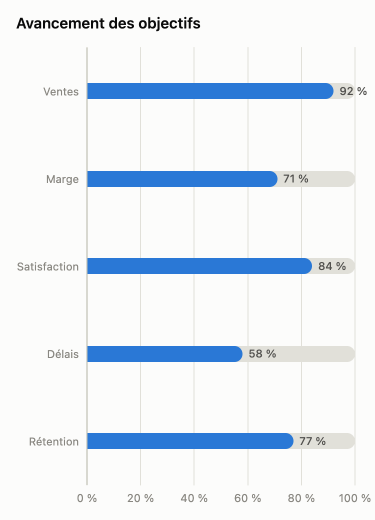 Avancement des objectifs
Ventes 92 %
Marge 71 %
Satisfaction 84 %
Délais 58 %
Rétention 77 %
0 % 20 % 40 % 60 % 80 % 100 %